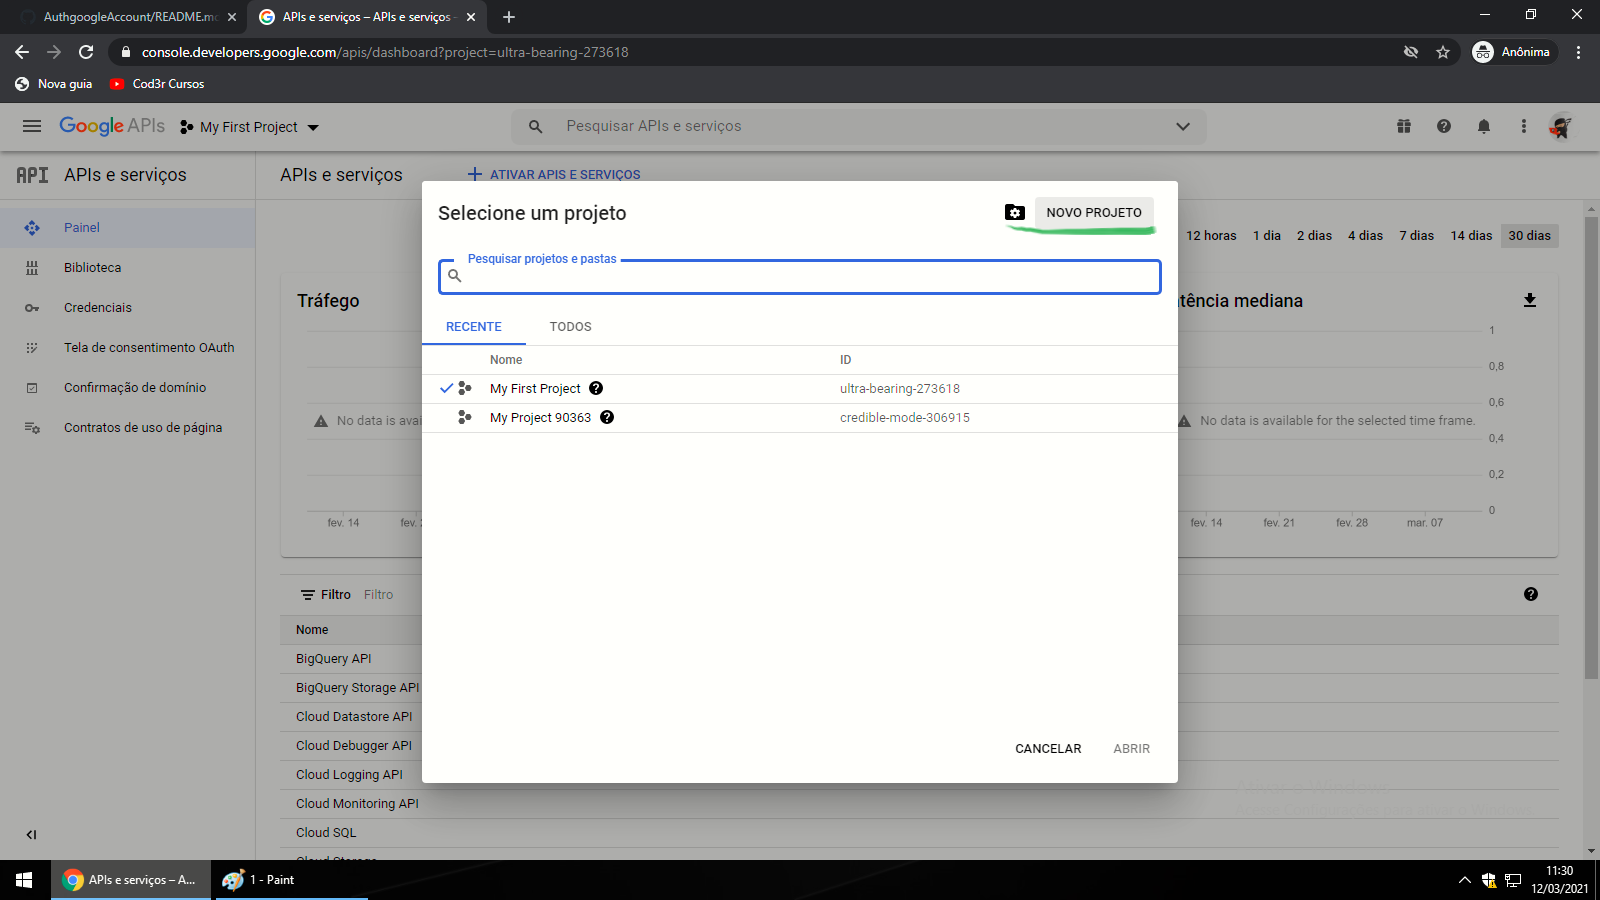 AuthgoogleAccount/README.md
APIs e serviços – APIs e serviços -
console.developers.google.com/apis/dashboard?project=ultra-bearing-273618
Anônima
Nova guia
Cod3r Cursos
Google APIs
My First Project
Pesquisar APIs e serviços
API APIs e serviços
APIs e serviços
ATIVAR APIS E SERVIÇOS
Painel
Biblioteca
Credenciais
Tela de consentimento OAuth
Confirmação de domínio
Contratos de uso de página
Selecione um projeto
NOVO PROJETO
Pesquisar projetos e pastas
RECENTE
TODOS
Nome
ID
My First Project
ultra-bearing-273618
My Project 90363
credible-mode-306915
CANCELAR
ABRIR
12 horas
1 dia
2 dias
4 dias
7 dias
14 dias
30 dias
Tráfego
No data is avai
fev. 14
fev.
tência mediana
1
0,8
0,6
No data is available for the selected time frame.
0,4
0,2
0
fev. 14
fev. 21
fev. 28
mar. 07
Filtro
Filtro
Nome
BigQuery API
BigQuery Storage API
Cloud Datastore API
Cloud Debugger API
Cloud Logging API
Cloud Monitoring API
Cloud SQL
Cloud Storage
APIs e serviços – A...
1 - Paint
11:30
12/03/2021